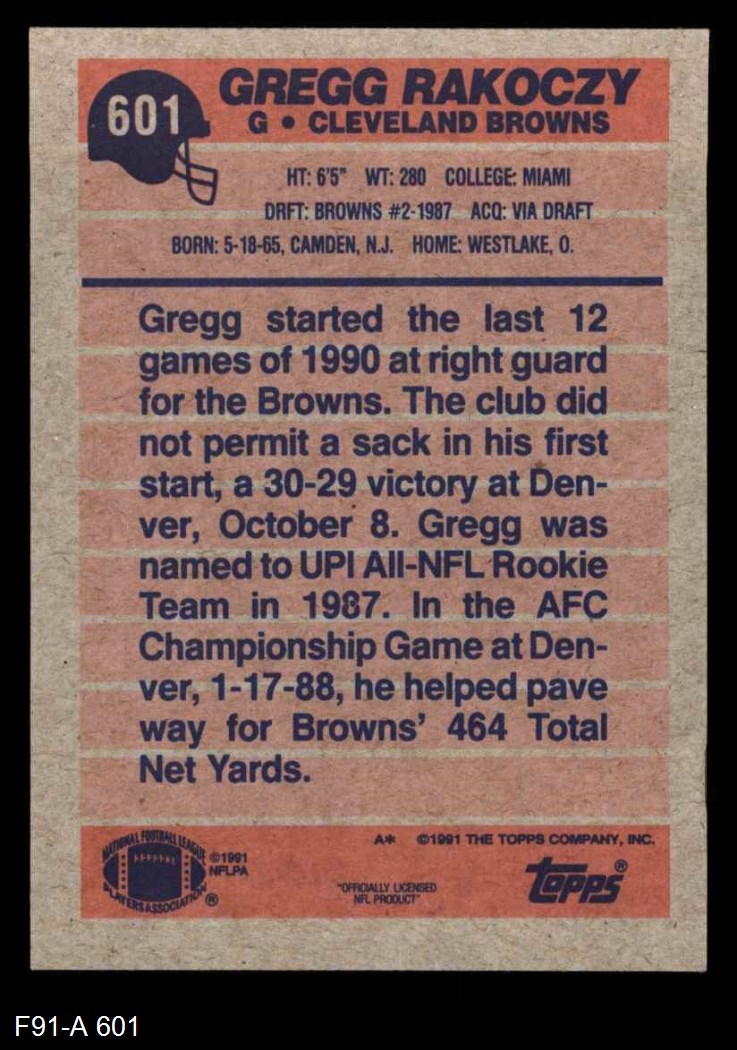 601
GREGG RAKOCZY
G • CLEVELAND BROWNS
HT: 6'5" WT: 280 COLLEGE: MIAMI
DRFT: BROWNS #2-1987 ACQ: VIA DRAFT
BORN: 5-18-65, CAMDEN, N.J. HOME: WESTLAKE, O.
Gregg started the last 12
games of 1990 at right guard
for the Browns. The club did
not permit a sack in his first
start, a 30-29 victory at Den-
ver, October 8. Gregg was
named to UPI All-NFL Rookie
Team in 1987. In the AFC
Championship Game at Den-
ver, 1-17-88, he helped pave
way for Browns' 464 Total
Net Yards.
A* ©1991 THE TOPPS COMPANY, INC.
NATIONAL FOOTBALL LEAGUE
PLAYERS ASSOCIATION ®
©1991
NFLPA
"OFFICIALLY LICENSED
NFL PRODUCT"
topps®
F91-A 601